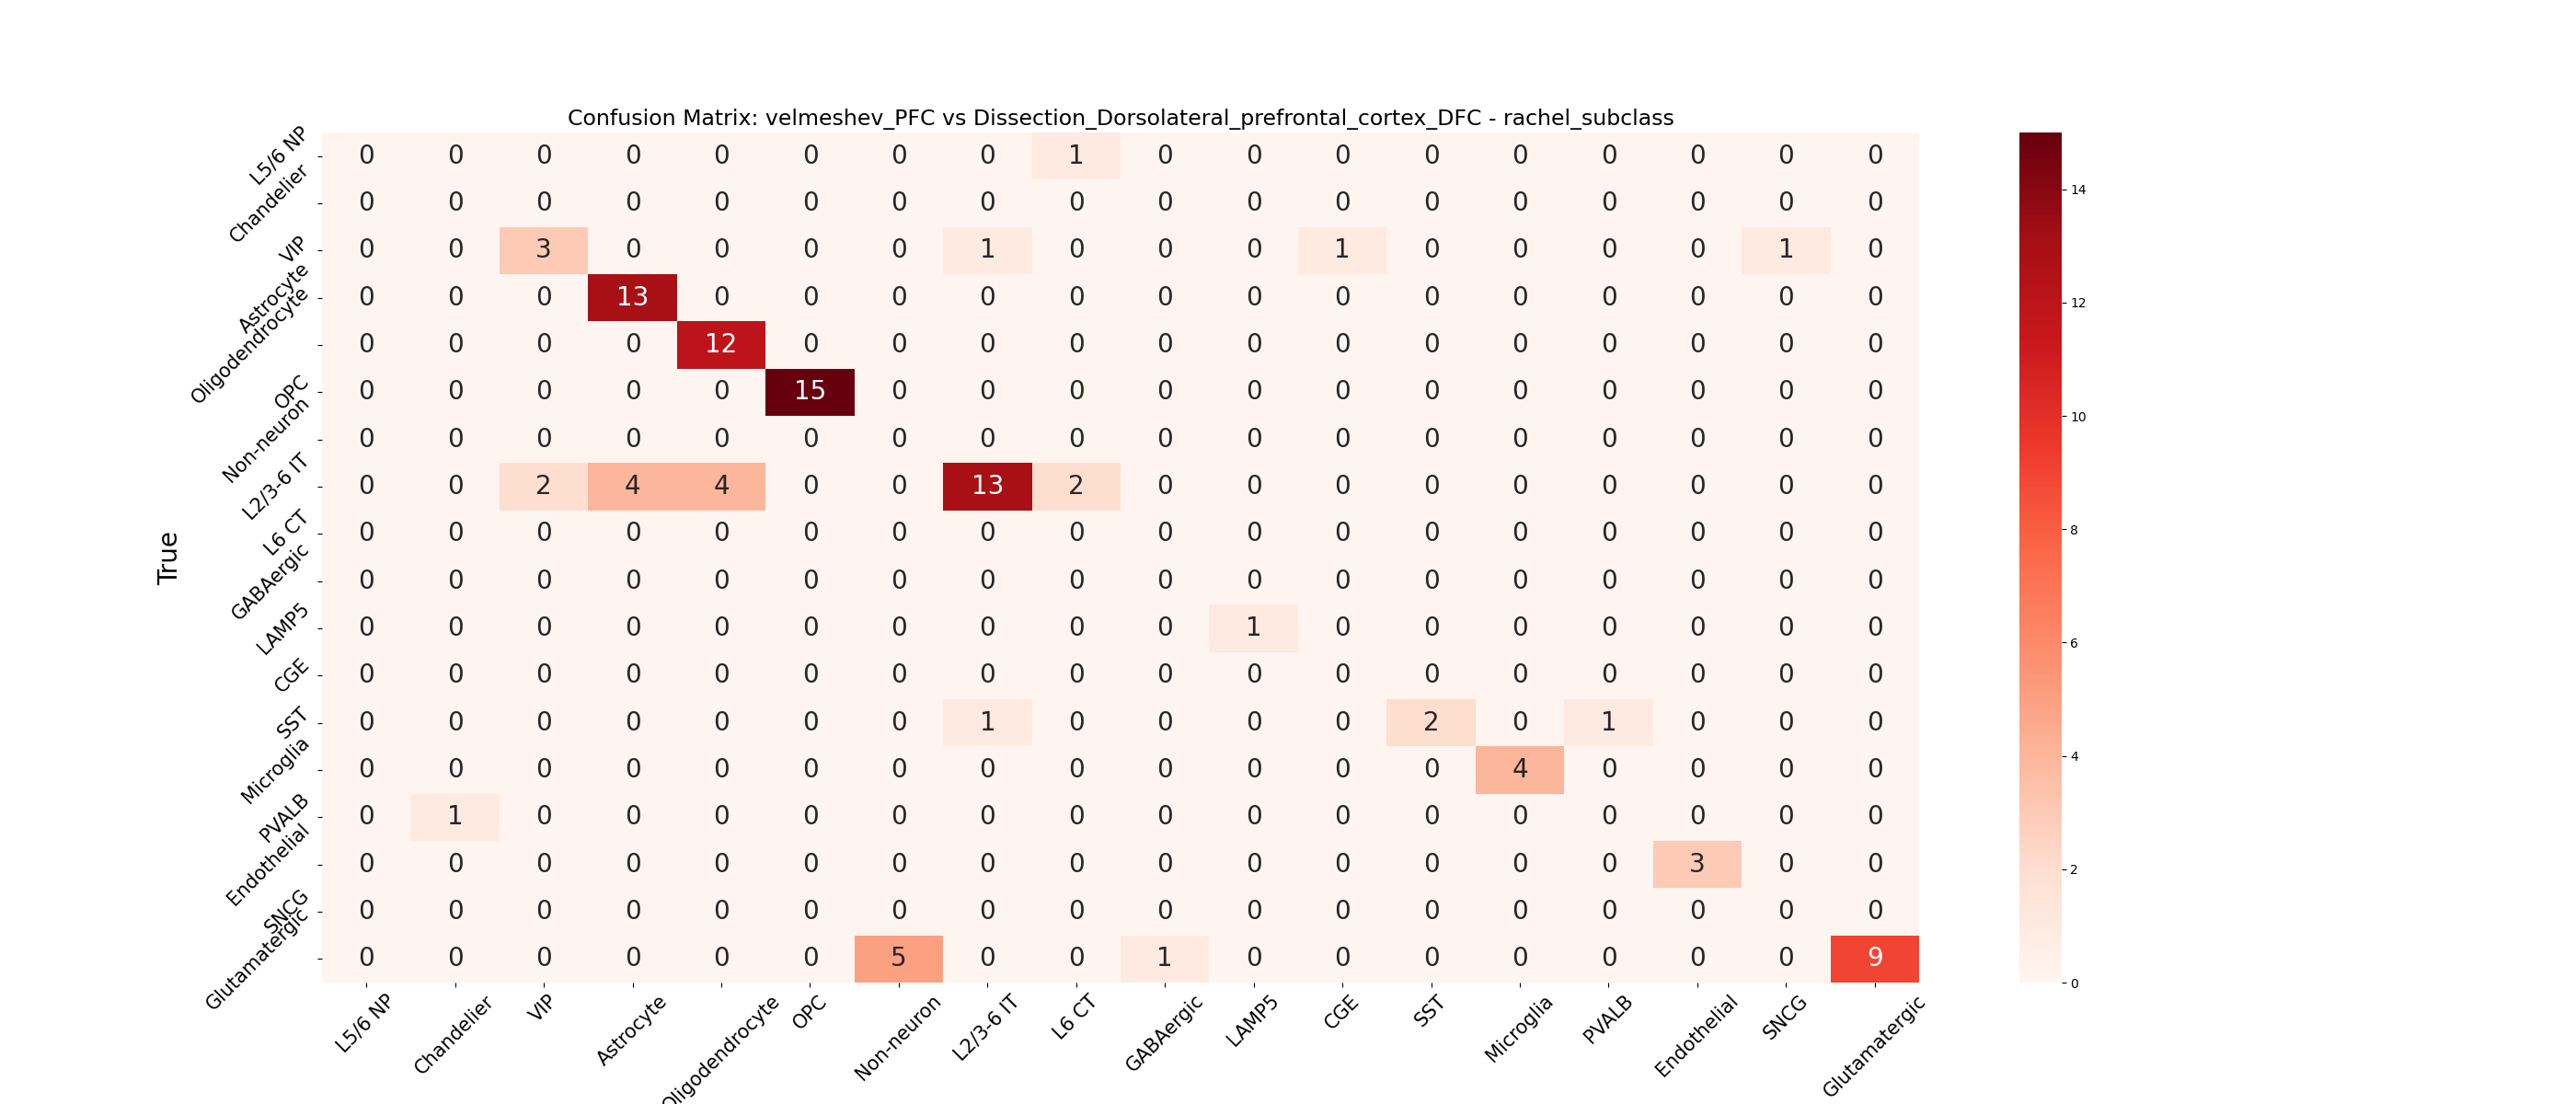 Confusion Matrix: velmeshev_PFC vs Dissection_Dorsolateral_prefrontal_cortex_DFC - rachel_subclass
L5/6 NP 0 0 0 0 0 0 0 0 1 0 0 0 0 0 0 0 0 0
Chandelier 0 0 0 0 0 0 0 0 0 0 0 0 0 0 0 0 0 0
VIP 0 0 3 0 0 0 0 1 0 0 0 1 0 0 0 0 1 0
Astrocyte 0 0 0 13 0 0 0 0 0 0 0 0 0 0 0 0 0 0
Oligodendrocyte 0 0 0 0 12 0 0 0 0 0 0 0 0 0 0 0 0 0
OPC 0 0 0 0 0 15 0 0 0 0 0 0 0 0 0 0 0 0
Non-neuron 0 0 0 0 0 0 0 0 0 0 0 0 0 0 0 0 0 0
L2/3-6 IT 0 0 2 4 4 0 0 13 2 0 0 0 0 0 0 0 0 0
L6 CT 0 0 0 0 0 0 0 0 0 0 0 0 0 0 0 0 0 0
GABAergic 0 0 0 0 0 0 0 0 0 0 0 0 0 0 0 0 0 0
LAMP5 0 0 0 0 0 0 0 0 0 0 1 0 0 0 0 0 0 0
CGE 0 0 0 0 0 0 0 0 0 0 0 0 0 0 0 0 0 0
SST 0 0 0 0 0 0 0 1 0 0 0 0 2 0 1 0 0 0
Microglia 0 0 0 0 0 0 0 0 0 0 0 0 0 4 0 0 0 0
PVALB 0 1 0 0 0 0 0 0 0 0 0 0 0 0 0 0 0 0
Endothelial 0 0 0 0 0 0 0 0 0 0 0 0 0 0 0 3 0 0
SNCG 0 0 0 0 0 0 0 0 0 0 0 0 0 0 0 0 0 0
Glutamatergic 0 0 0 0 0 0 5 0 0 1 0 0 0 0 0 0 0 9
True
L5/6 NP Chandelier VIP Astrocyte Oligodendrocyte OPC Non-neuron L2/3-6 IT L6 CT GABAergic LAMP5 CGE SST Microglia PVALB Endothelial SNCG Glutamatergic
14
12
10
8
6
4
2
0